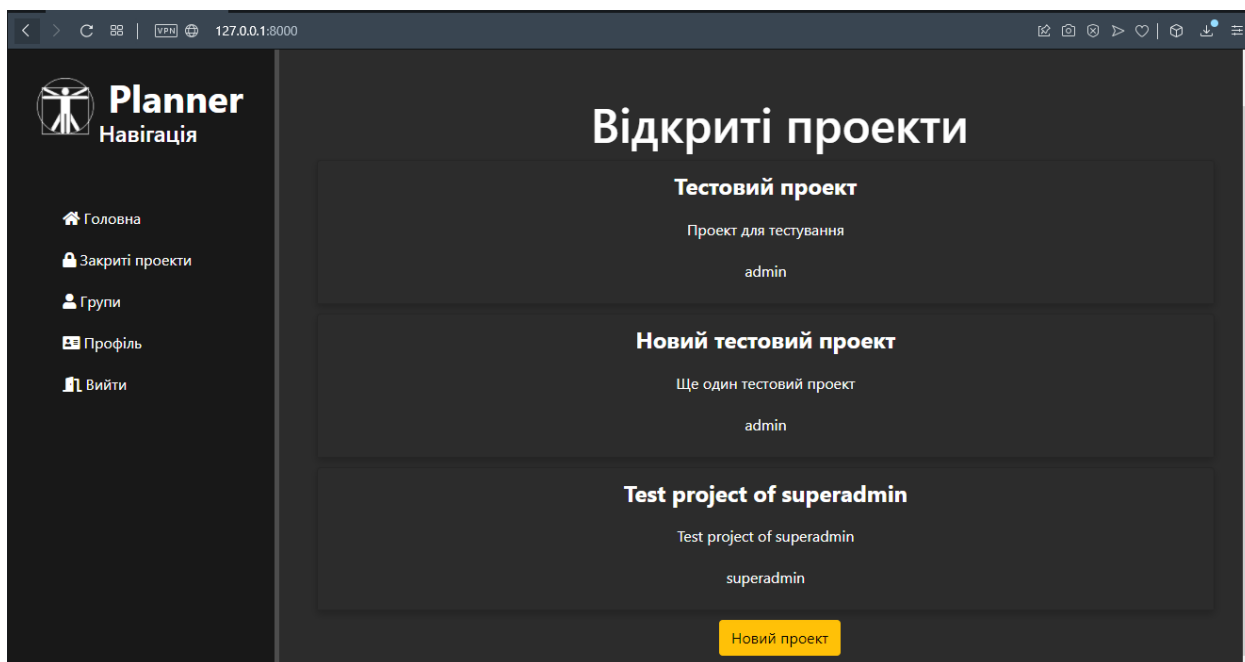 VPN 127.0.0.1:8000
Planner
Навігація
Головна
Закриті проекти
Групи
Профіль
Вийти
Відкриті проекти
Тестовий проект
Проект для тестування
admin
Новий тестовий проект
Ще один тестовий проект
admin
Test project of superadmin
Test project of superadmin
superadmin
Новий проект